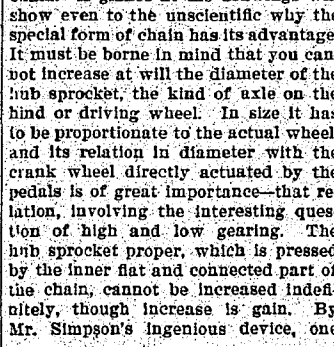 show even to the unscientific why the
special form of chain has its advantage
It must be borne in mind that you can
not increase at will the diameter of the
hub sprocket, the kind of axle on the
hind or driving wheel. In size it has
to be proportionate to the actual wheel
and its relation in diameter with the
crank wheel directly actuated by the
pedals is of great importance—that re
lation, involving the interesting ques
tion of high and low gearing. The
hub sprocket proper, which is pressed
by the inner flat and connected part of
the chain, cannot be increased indefi-
nitely, though increase is gain. By
Mr. Simpson's ingenious device, one